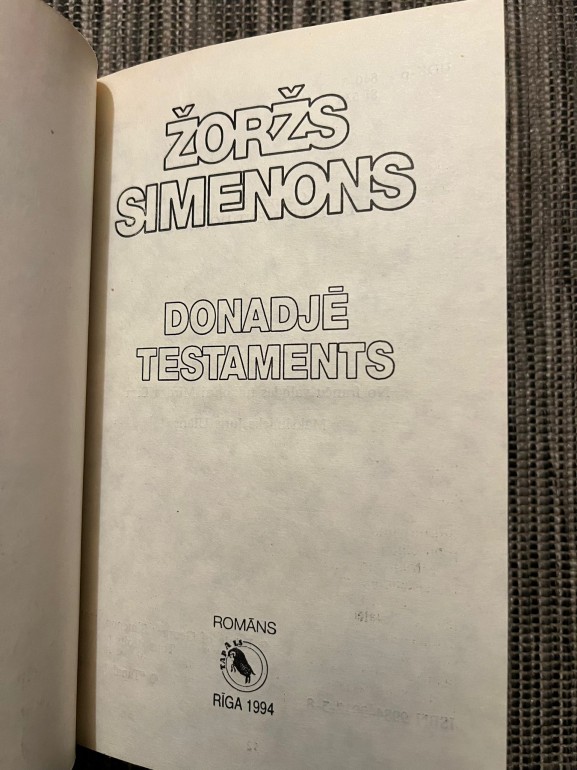 ŽORŽS
SIMENONS
DONADJĒ
TESTAMENTS
ROMĀNS
RĪGA 1994